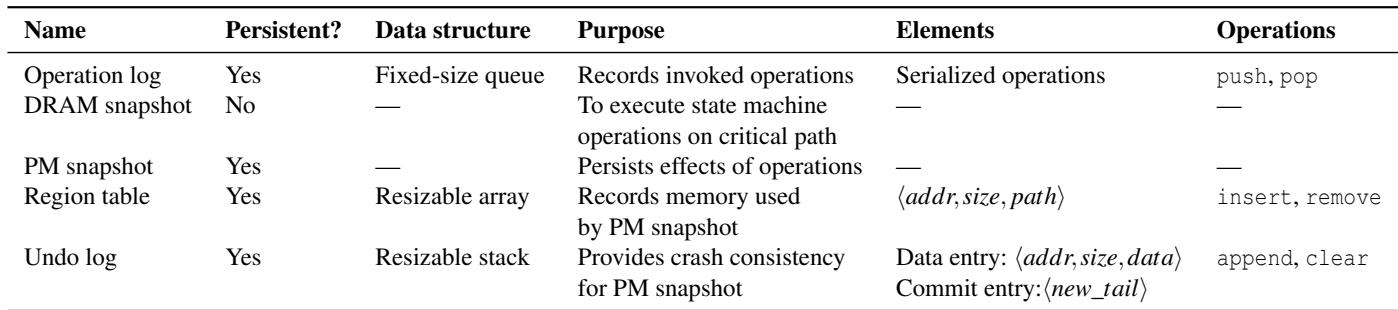 Name Persistent? Data structure Purpose Elements Operations
Operation log Yes Fixed-size queue Records invoked operations Serialized operations push, pop
DRAM snapshot No — To execute state machine — —
operations on critical path
PM snapshot Yes — Persists effects of operations — —
Region table Yes Resizable array Records memory used ⟨addr, size, path⟩ insert, remove
by PM snapshot
Undo log Yes Resizable stack Provides crash consistency Data entry: ⟨addr, size, data⟩ append, clear
for PM snapshot Commit entry:⟨new_tail⟩